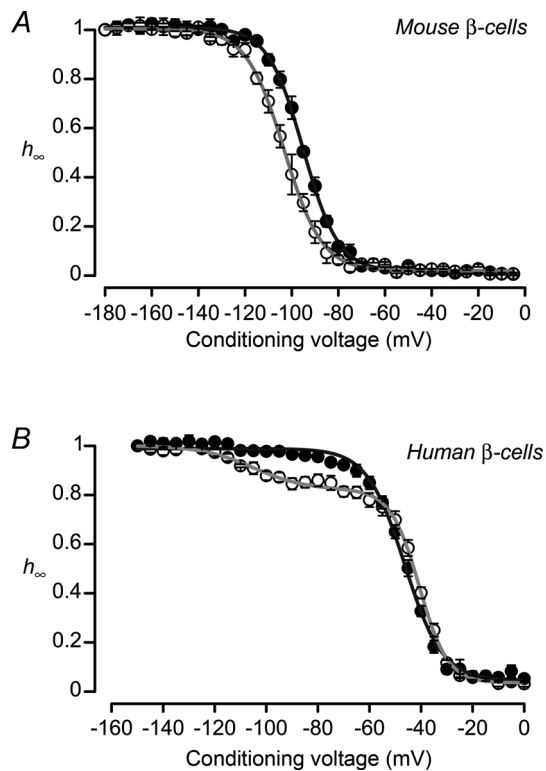 A
Mouse β-cells
1
0.8
0.6
h∞
0.4
0.2
0
-180 -160 -140 -120 -100 -80 -60 -40 -20 0
Conditioning voltage (mV)
B
Human β-cells
1
0.8
0.6
h∞
0.4
0.2
0
-160 -140 -120 -100 -80 -60 -40 -20 0
Conditioning voltage (mV)